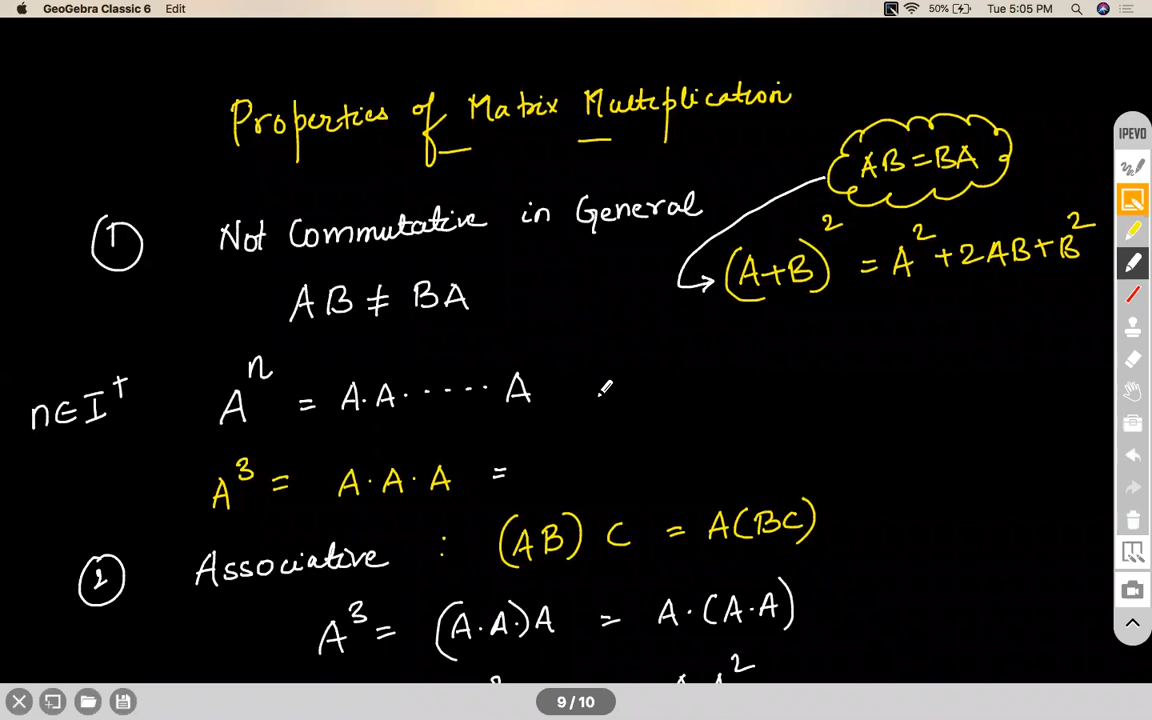 GeoGebra Classic 6 Edit 50% Tue 5:05 PM
Properties of Matrix Multiplication
IPEVO
AB = BA
① Not Commutative in General
(A+B)² = A² + 2AB + B²
AB ≠ BA
n∈I⁺ Aⁿ = A·A·····A
A³ = A·A·A =
② Associative : (AB) C = A(BC)
A³ = (A·A·)A = A·(A·A)
9 / 10